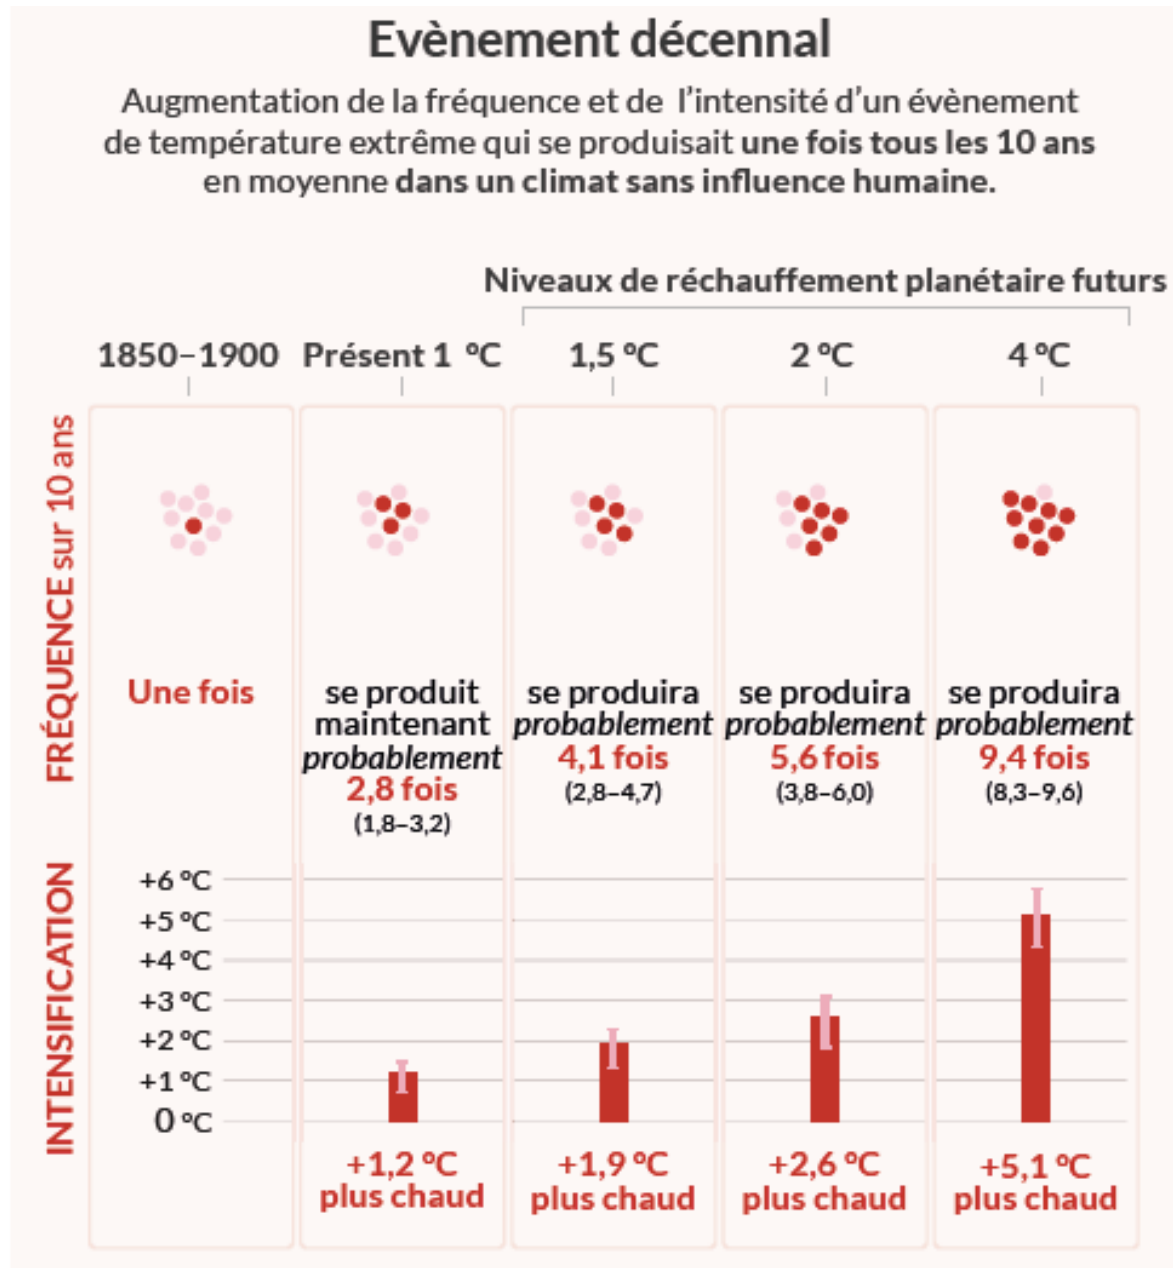 Evènement décennal
Augmentation de la fréquence et de l'intensité d'un évènement
de température extrême qui se produisait une fois tous les 10 ans
en moyenne dans un climat sans influence humaine.
Niveaux de réchauffement planétaire futurs
1850–1900 Présent 1 °C 1,5 °C 2 °C 4 °C
FRÉQUENCE sur 10 ans
Une fois
se produit
maintenant
probablement
2,8 fois
(1,8–3,2)
se produira
probablement
4,1 fois
(2,8–4,7)
se produira
probablement
5,6 fois
(3,8–6,0)
se produira
probablement
9,4 fois
(8,3–9,6)
INTENSIFICATION
+6 °C
+5 °C
+4 °C
+3 °C
+2 °C
+1 °C
0 °C
+1,2 °C
plus chaud
+1,9 °C
plus chaud
+2,6 °C
plus chaud
+5,1 °C
plus chaud